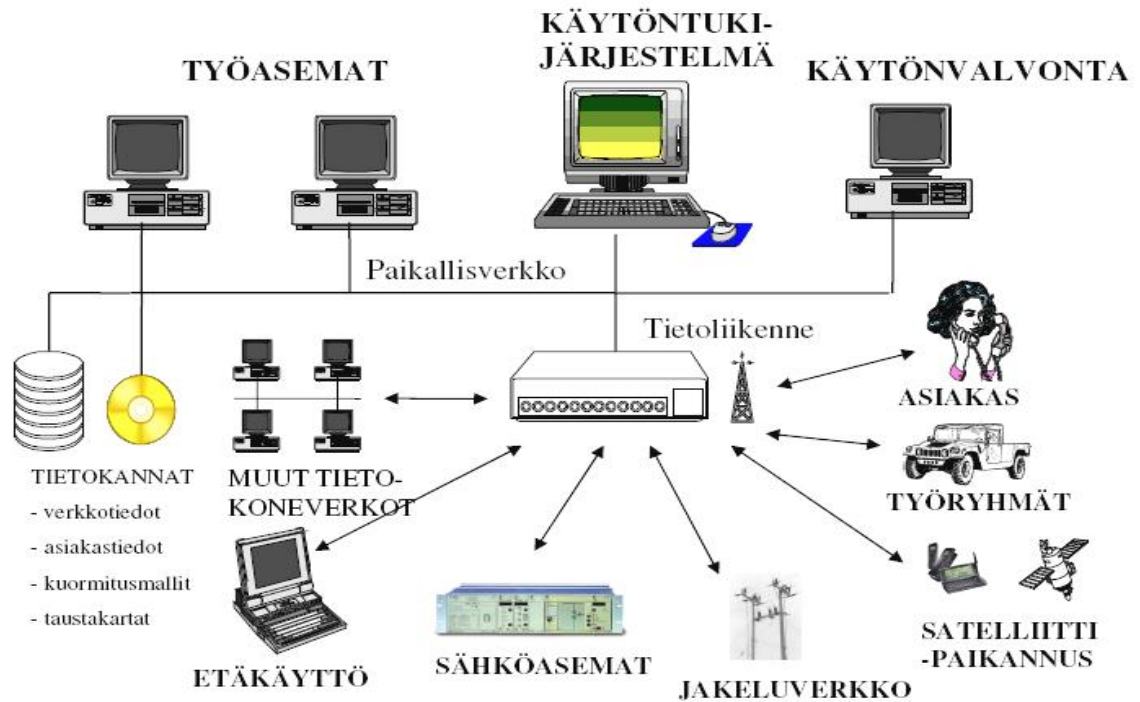 KÄYTÖNTUKI-
JÄRJESTELMÄ
TYÖASEMAT
KÄYTÖNVALVONTA
Paikallisverkko
Tietoliikenne
ASIAKAS
TYÖRYHMÄT
TIETOKANNAT
- verkkotiedot
- asiakastiedot
- kuormitusmallit
- taustakartat
MUUT TIETO-
KONEVERKOT
ETÄKÄYTTÖ
SÄHKÖASEMAT
JAKELUVERKKO
SATELLIITTI
-PAIKANNUS